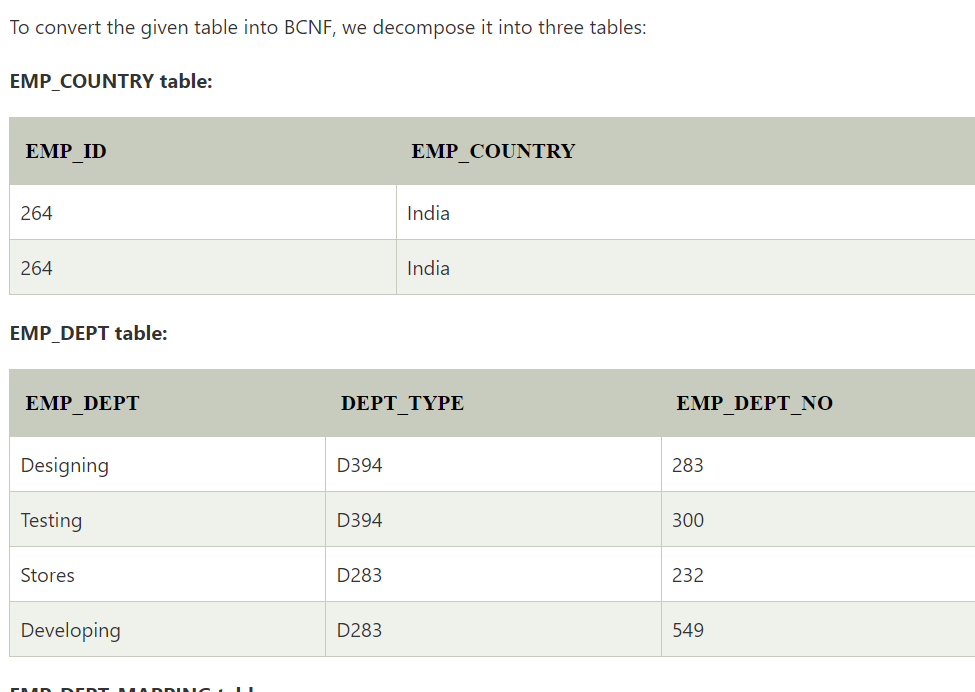 To convert the given table into BCNF, we decompose it into three tables:
EMP_COUNTRY table:
EMP_ID EMP_COUNTRY
264 India
264 India
EMP_DEPT table:
EMP_DEPT DEPT_TYPE EMP_DEPT_NO
Designing D394 283
Testing D394 300
Stores D283 232
Developing D283 549
EMP_DEPT_MAPPING